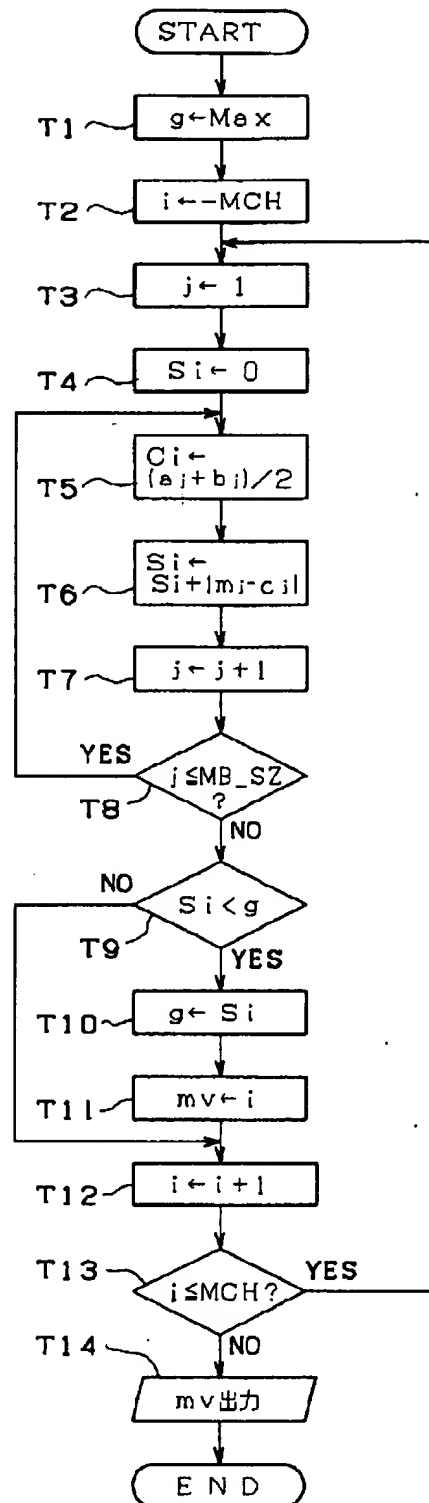 START
T1
g←Max
T2
i←-MCH
T3
j←1
T4
Si←0
T5
Ci←
(aj+bj)/2
T6
Si←
Si+|mj-cj|
T7
j←j+1
YES
j≤MB_SZ
?
T8
NO
NO
Si<g
T9
YES
T10
g←Si
T11
mv←i
T12
i←i+1
T13
i≤MCH?
YES
T14
NO
mv出力
END